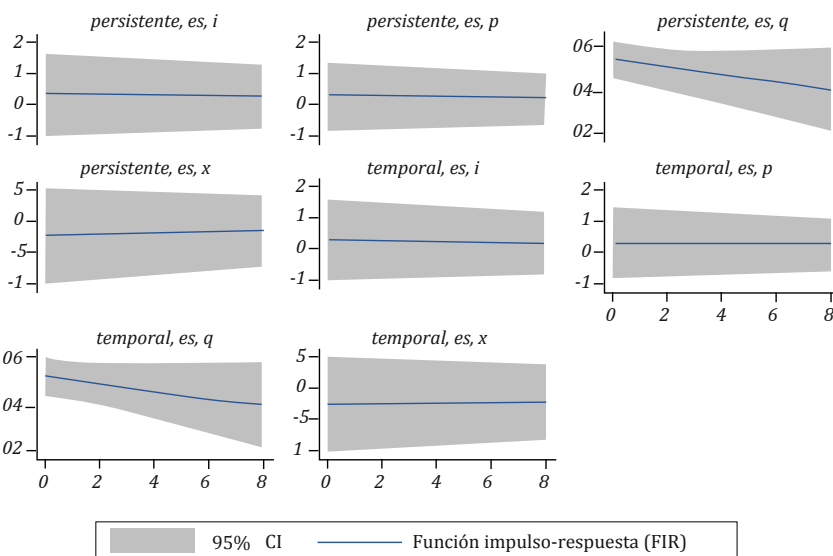 persistente, es, i
persistente, es, p
persistente, es, q
2
1
0
-1
2
1
0
-1
06
04
02
persistente, es, x
temporal, es, i
temporal, es, p
5
0
-5
-1
2
1
0
-1
2
1
0
-1
0 2 4 6 8
temporal, es, q
temporal, es, x
06
04
02
0 2 4 6 8
5
0
-5
1
0 2 4 6 8
95% CI Función impulso-respuesta (FIR)